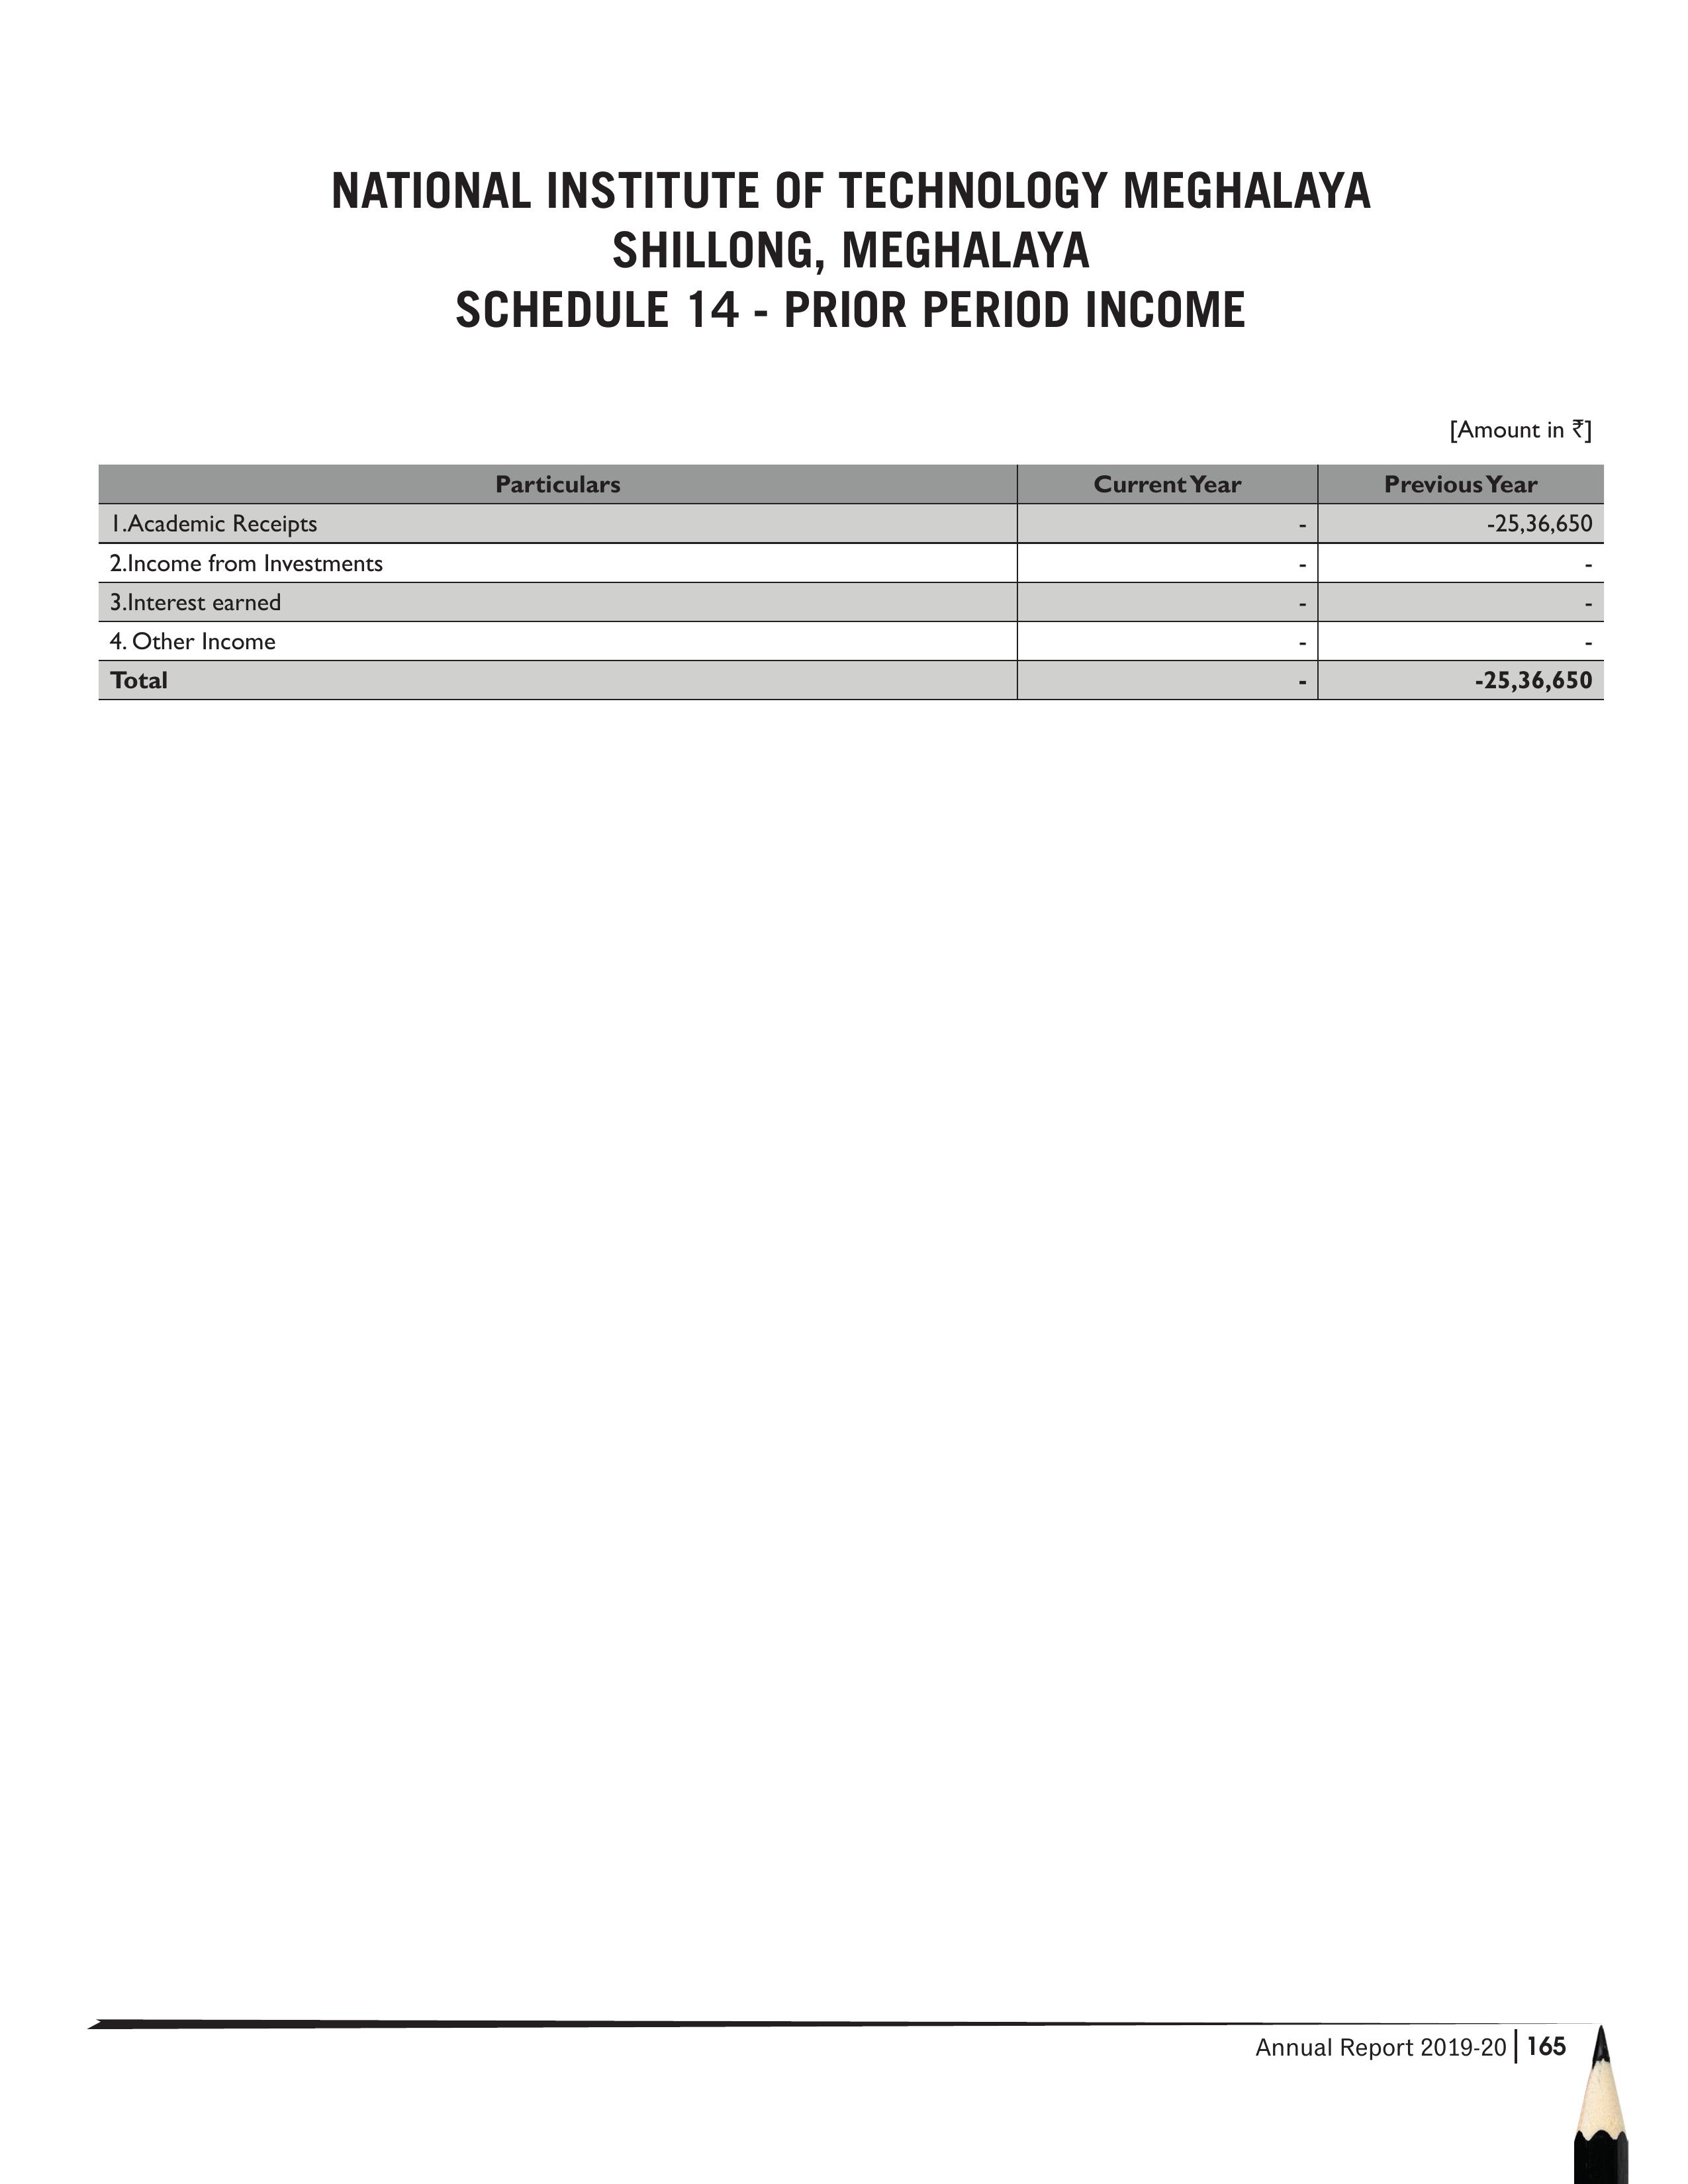 NATIONAL INSTITUTE OF TECHNOLOGY MEGHALAYA
SHILLONG, MEGHALAYA
SCHEDULE 14 - PRIOR PERIOD INCOME
[Amount in ₹]
Particulars Current Year Previous Year
1.Academic Receipts - -25,36,650
2.Income from Investments - -
3.Interest earned - -
4. Other Income - -
Total - -25,36,650
Annual Report 2019-20 | 165